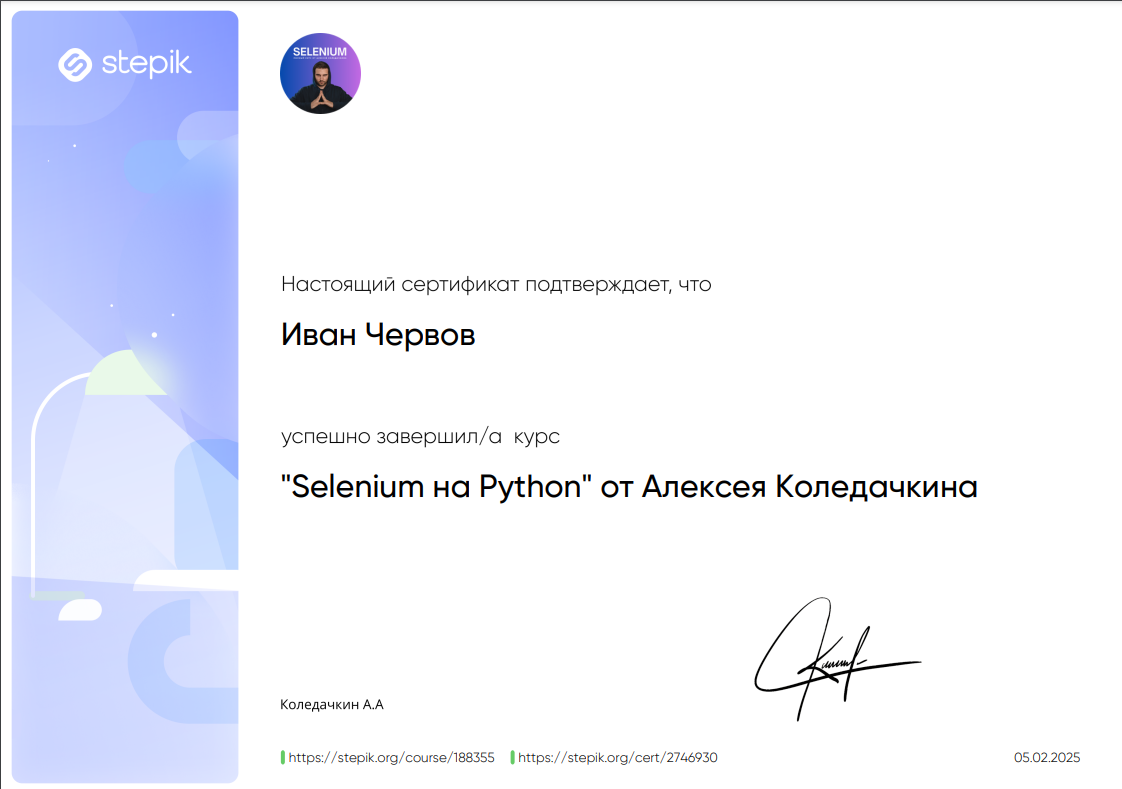 stepik
SELENIUM
Настоящий сертификат подтверждает, что
Иван Червов
успешно завершил/а курс
"Selenium на Python" от Алексея Коледачкина
Коледачкин А.А
https://stepik.org/course/188355 https://stepik.org/cert/2746930 05.02.2025